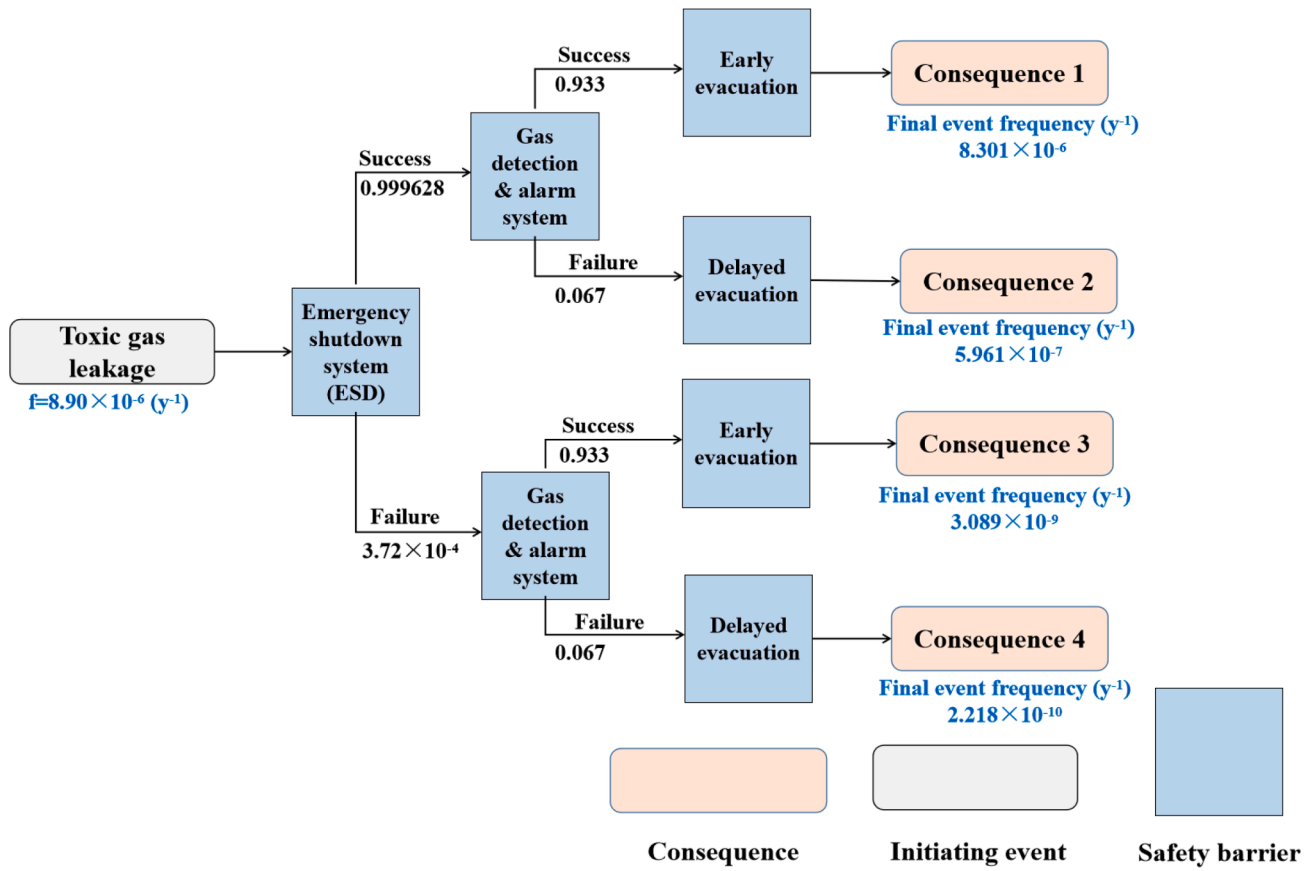 Toxic gas
leakage
f=8.90×10⁻⁶ (y⁻¹)
Emergency
shutdown
system
(ESD)
Success
0.999628
Failure
3.72×10⁻⁴
Gas
detection
& alarm
system
Success
0.933
Failure
0.067
Early
evacuation
Consequence 1
Final event frequency (y⁻¹)
8.301×10⁻⁶
Delayed
evacuation
Consequence 2
Final event frequency (y⁻¹)
5.961×10⁻⁷
Gas
detection
& alarm
system
Success
0.933
Failure
0.067
Early
evacuation
Consequence 3
Final event frequency (y⁻¹)
3.089×10⁻⁹
Delayed
evacuation
Consequence 4
Final event frequency (y⁻¹)
2.218×10⁻¹⁰
Consequence
Initiating event
Safety barrier